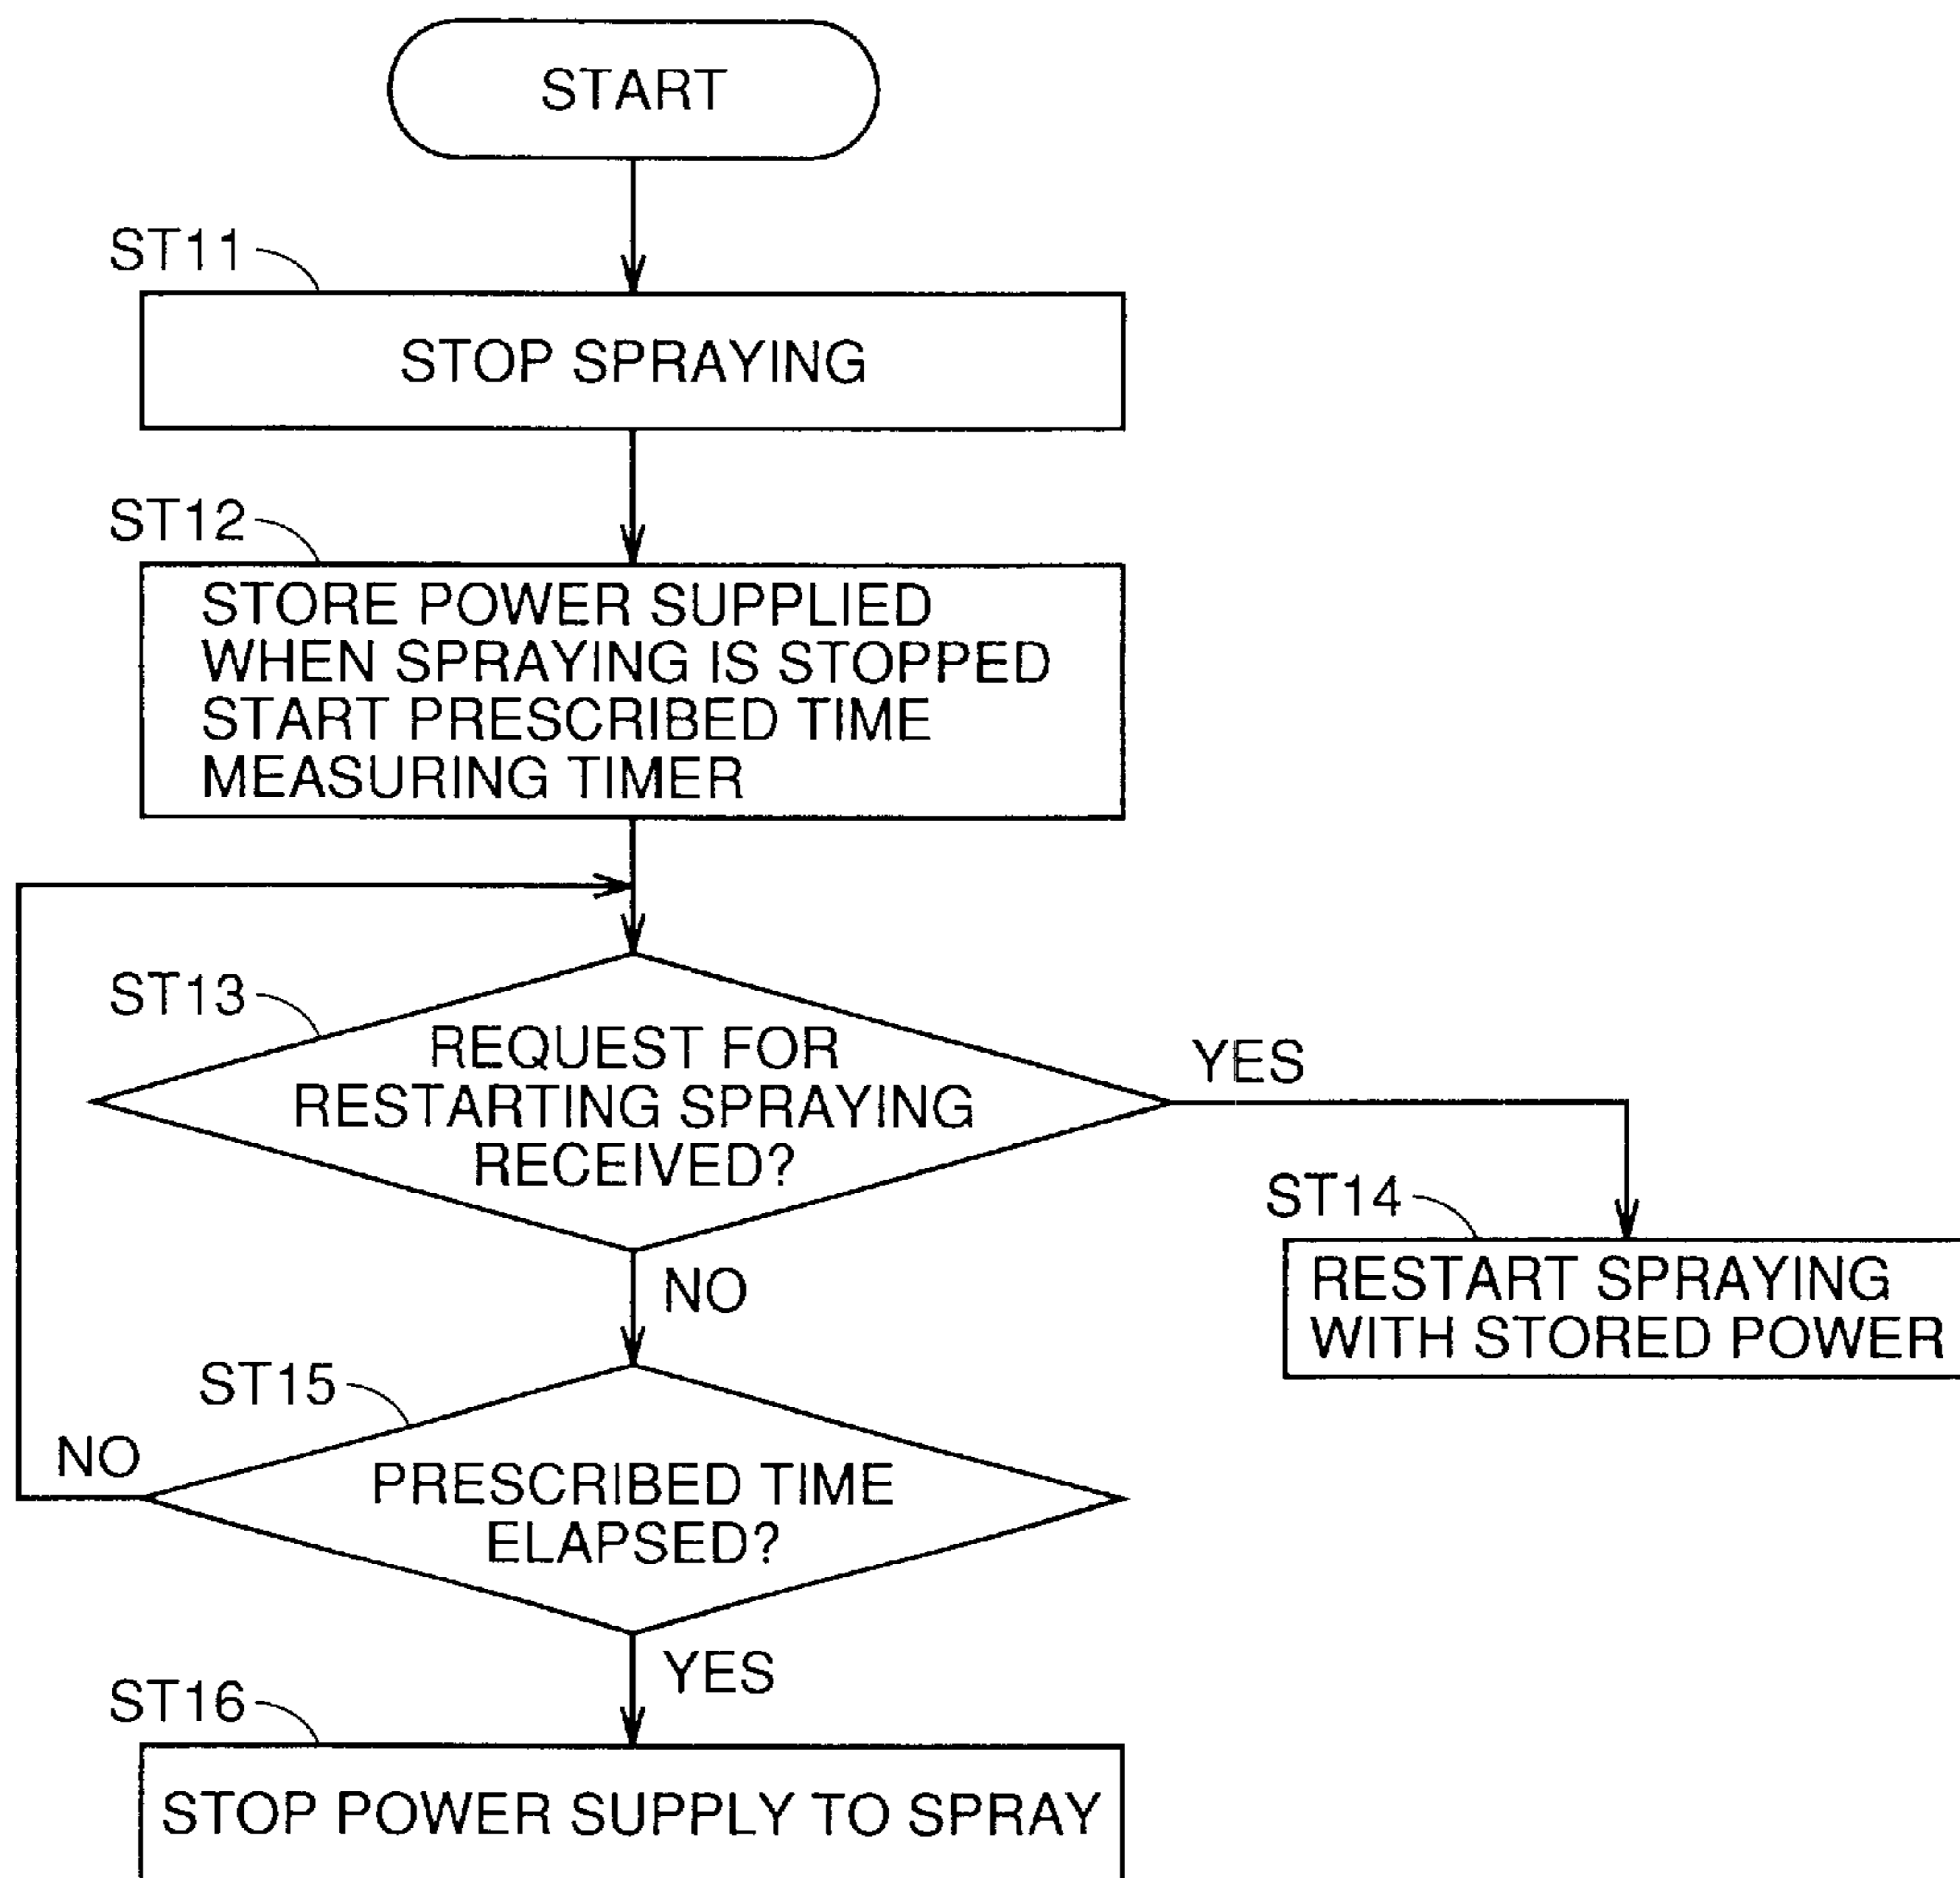 START
ST11
STOP SPRAYING
ST12
STORE POWER SUPPLIED
WHEN SPRAYING IS STOPPED
START PRESCRIBED TIME
MEASURING TIMER
ST13
REQUEST FOR
RESTARTING SPRAYING
RECEIVED?
YES
ST14
RESTART SPRAYING
WITH STORED POWER
NO
ST15
NO
PRESCRIBED TIME
ELAPSED?
YES
ST16
STOP POWER SUPPLY TO SPRAY